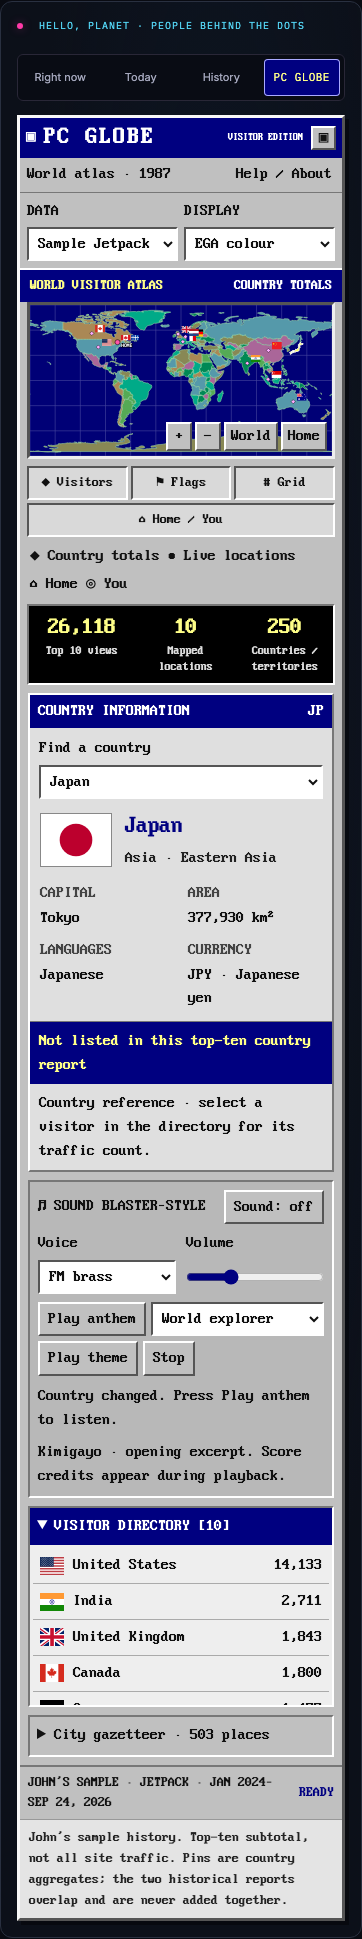 HELLO, PLANET · PEOPLE BEHIND THE DOTS
Right now
Today
History
PC GLOBE
▣ PC GLOBE
VISITOR EDITION
▣
World atlas · 1987
Help / About
DATA
DISPLAY
Sample Jetpack
EGA colour
WORLD VISITOR ATLAS
COUNTRY TOTALS
+
−
World
Home
◆ Visitors
⚑ Flags
# Grid
⌂ Home / You
◆ Country totals ● Live locations
⌂ Home ◎ You
26,118
10
250
Top 10 views
Mapped
locations
Countries /
territories
COUNTRY INFORMATION
JP
Find a country
Japan
Japan
Asia · Eastern Asia
CAPITAL
AREA
Tokyo
377,930 km²
LANGUAGES
CURRENCY
Japanese
JPY · Japanese
yen
Not listed in this top-ten country
report
Country reference · select a
visitor in the directory for its
traffic count.
♫ SOUND BLASTER-STYLE
Sound: off
Voice
Volume
FM brass
Play anthem
World explorer
Play theme
Stop
Country changed. Press Play anthem
to listen.
Kimigayo · opening excerpt. Score
credits appear during playback.
▼ VISITOR DIRECTORY [10]
United States
14,133
India
2,711
United Kingdom
1,843
Canada
1,800
▶ City gazetteer · 503 places
JOHN'S SAMPLE · JETPACK · JAN 2024–
SEP 24, 2026
READY
John's sample history. Top-ten subtotal,
not all site traffic. Pins are country
aggregates; the two historical reports
overlap and are never added together.